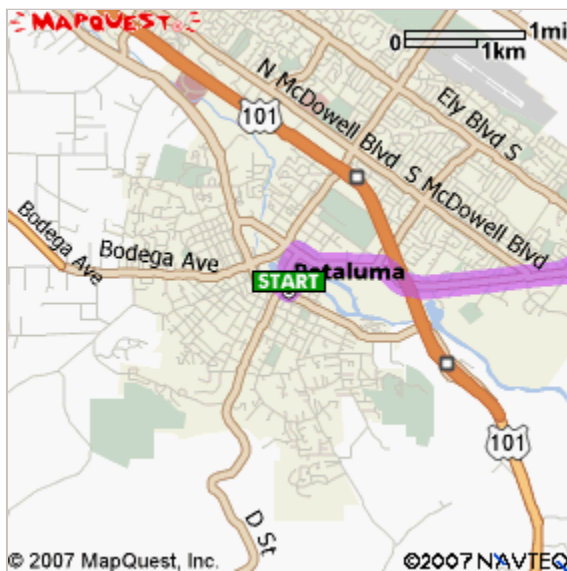 MAPQUEST
1mi
0
1km
Ely Blvd S
N McDowell Blvd
S McDowell Blvd
101
Bodega Ave
Bodega Ave
Petaluma
START
101
D St
© 2007 MapQuest, Inc.
©2007 NAVTEQ